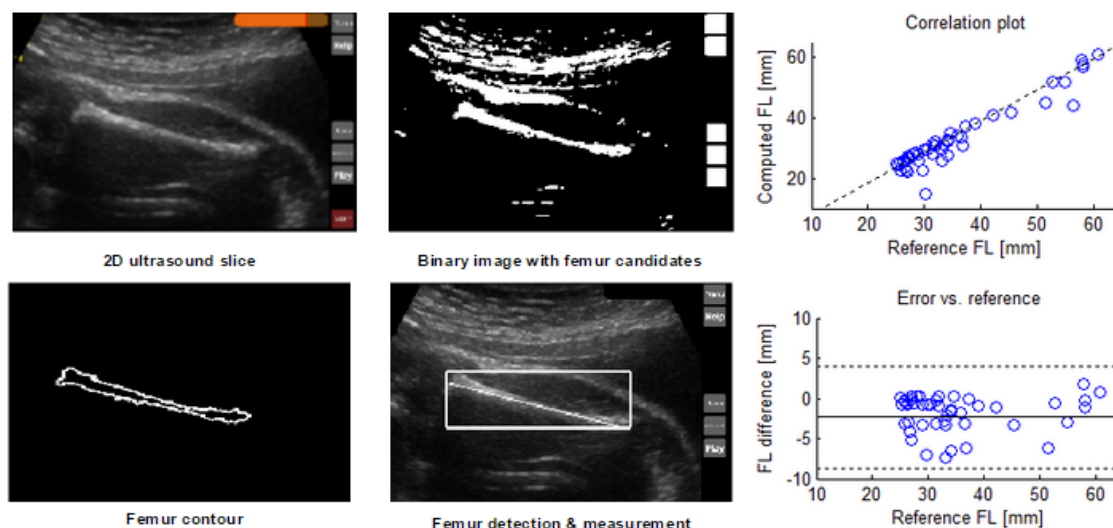 Help
Play
2D ultrasound slice
Binary image with femur candidates
Correlation plot
60
40
20
Computed FL [mm]
10 20 30 40 50 60
Reference FL [mm]
Femur contour
Menu
Help
Play
Femur detection & measurement
Error vs. reference
10
5
0
-5
-10
FL difference [mm]
10 20 30 40 50 60
Reference FL [mm]